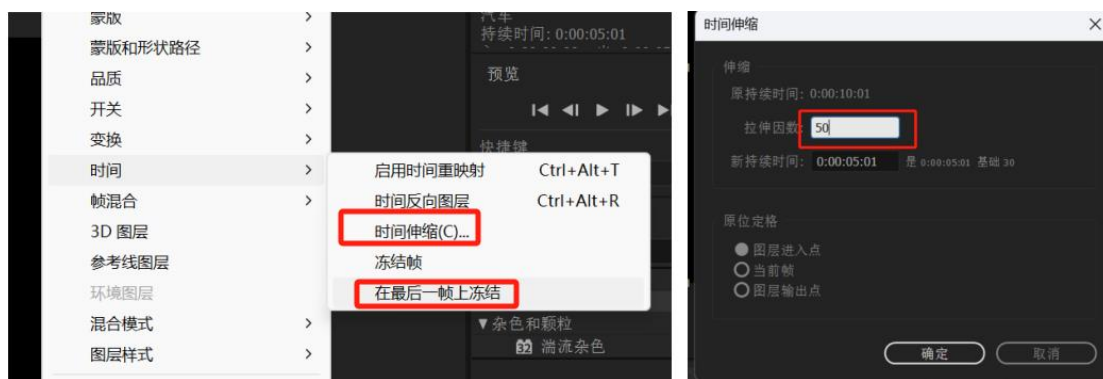 蒙版
蒙版和形状路径
品质
开关
变换
时间
帧混合
3D 图层
参考线图层
环境图层
混合模式
图层样式
启用时间重映射 Ctrl+Alt+T
时间反向图层 Ctrl+Alt+R
时间伸缩(C)...
冻结帧
在最后一帧上冻结
汽车
持续时间: 0:00:05:01
预览
快捷键
杂色和颗粒
32 湍流杂色
时间伸缩
伸缩
原持续时间: 0:00:10:01
拉伸因数: 50
新持续时间: 0:00:05:01 是 0:00:05:01 基础 30
原位定格
图层进入点
当前帧
图层输出点
确定 取消